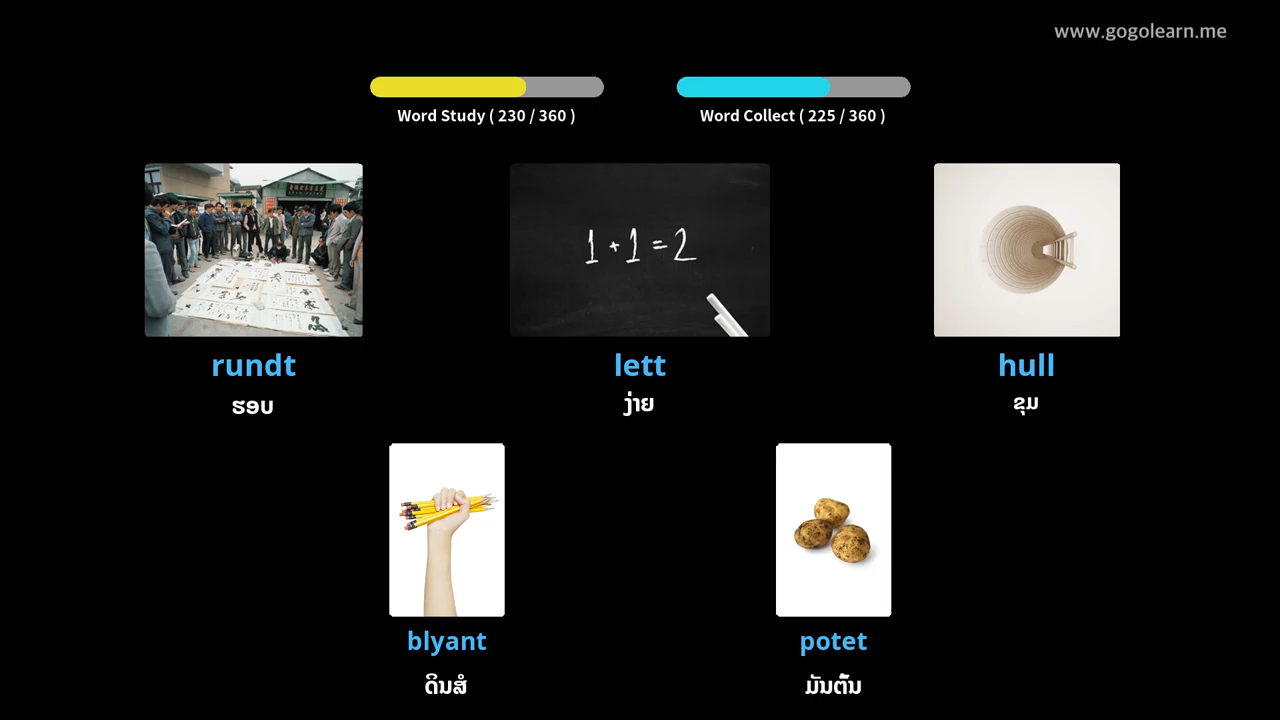 www.gogolearn.me
Word Study ( 230 / 360 )
Word Collect ( 225 / 360 )
1 + 1 = 2
rundt
ຮອບ
lett
ງ່າຍ
hull
ຂຸມ
blyant
ດິນສໍ
potet
ມັນຕົ້ນ